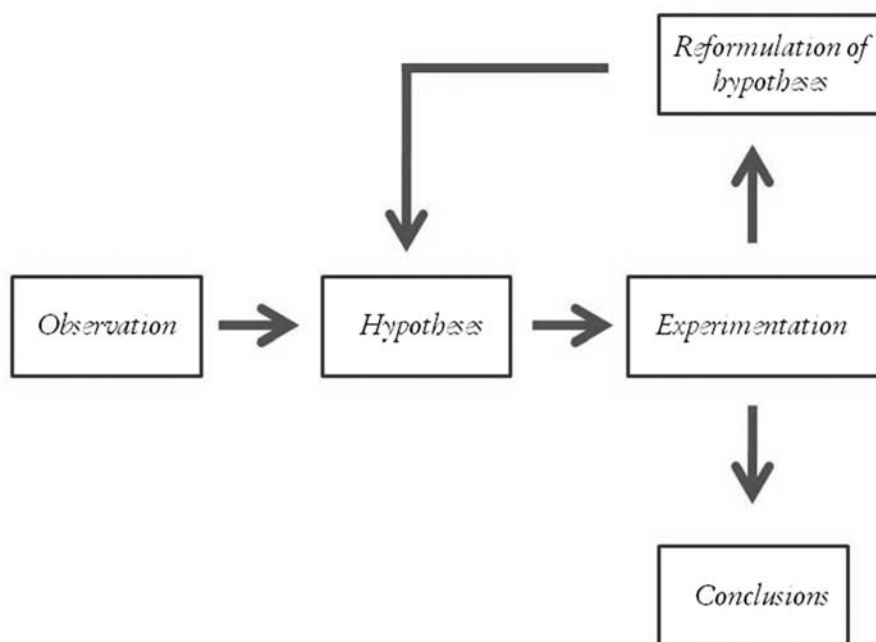 Reformulation of
hypotheses
Observation
Hypotheses
Experimentation
Conclusions